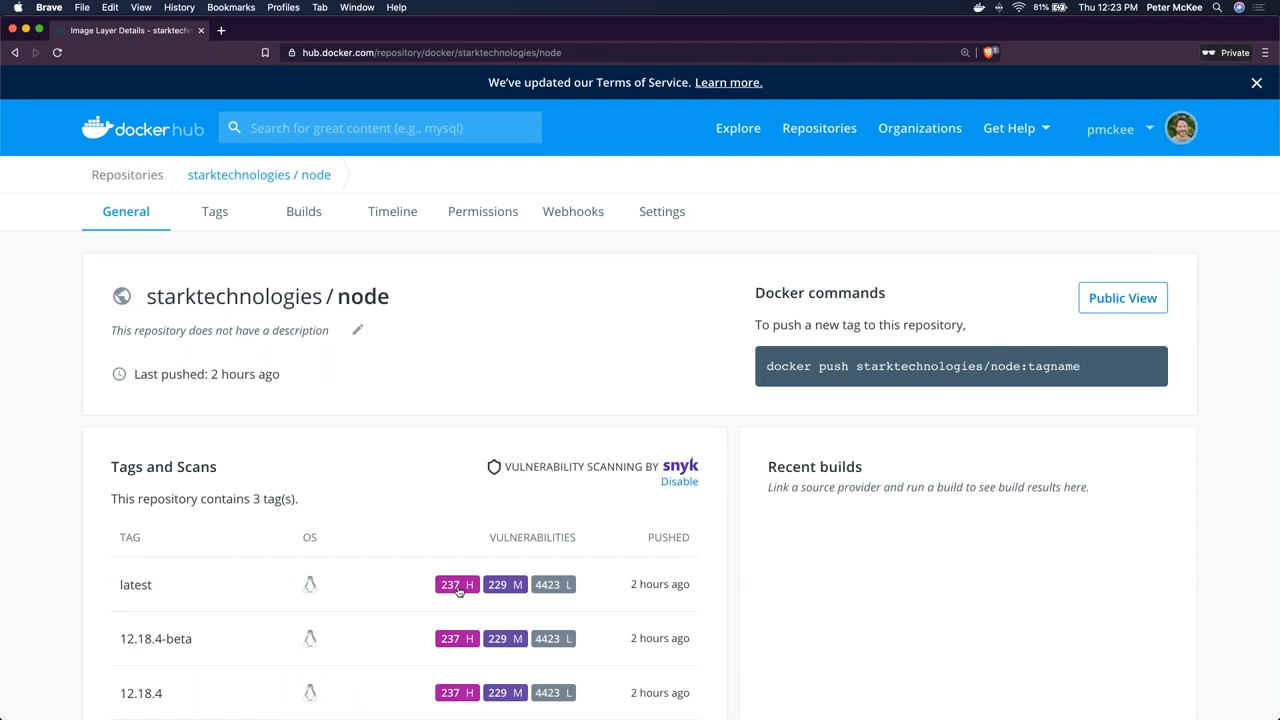 Brave File Edit View History Bookmarks Profiles Tab Window Help 81% Thu 12:23 PM Peter McKee
Image Layer Details - starktechn
hub.docker.com/repository/docker/starktechnologies/node Private
We've updated our Terms of Service. Learn more.
docker hub Search for great content (e.g., mysql) Explore Repositories Organizations Get Help pmckee
Repositories starktechnologies / node
General Tags Builds Timeline Permissions Webhooks Settings
starktechnologies / node
This repository does not have a description
Last pushed: 2 hours ago
Docker commands
Public View
To push a new tag to this repository,
docker push starktechnologies/node:tagname
Tags and Scans
VULNERABILITY SCANNING BY snyk
Disable
This repository contains 3 tag(s).
TAG OS VULNERABILITIES PUSHED
latest 237 H 229 M 4423 L 2 hours ago
12.18.4-beta 237 H 229 M 4423 L 2 hours ago
12.18.4 237 H 229 M 4423 L 2 hours ago
Recent builds
Link a source provider and run a build to see build results here.